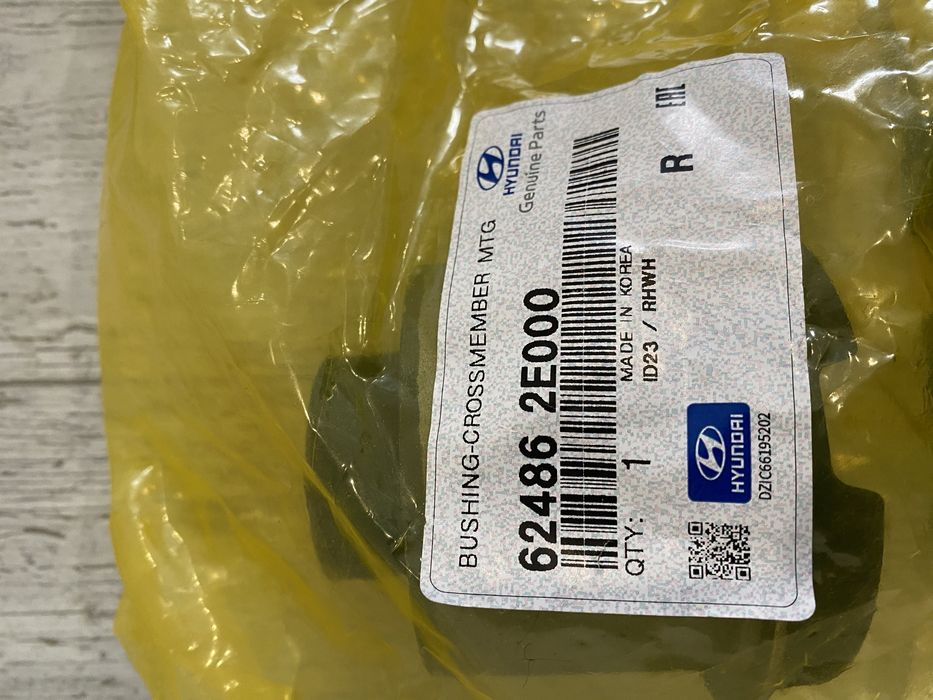 HYUNDAI
Genuine Parts
EAC
BUSHING-CROSSMEMBER MTG
R
62486 2E000
MADE IN KOREA
QTY: 1
ID23 / RHWH
HYUNDAI
DZIC66195202